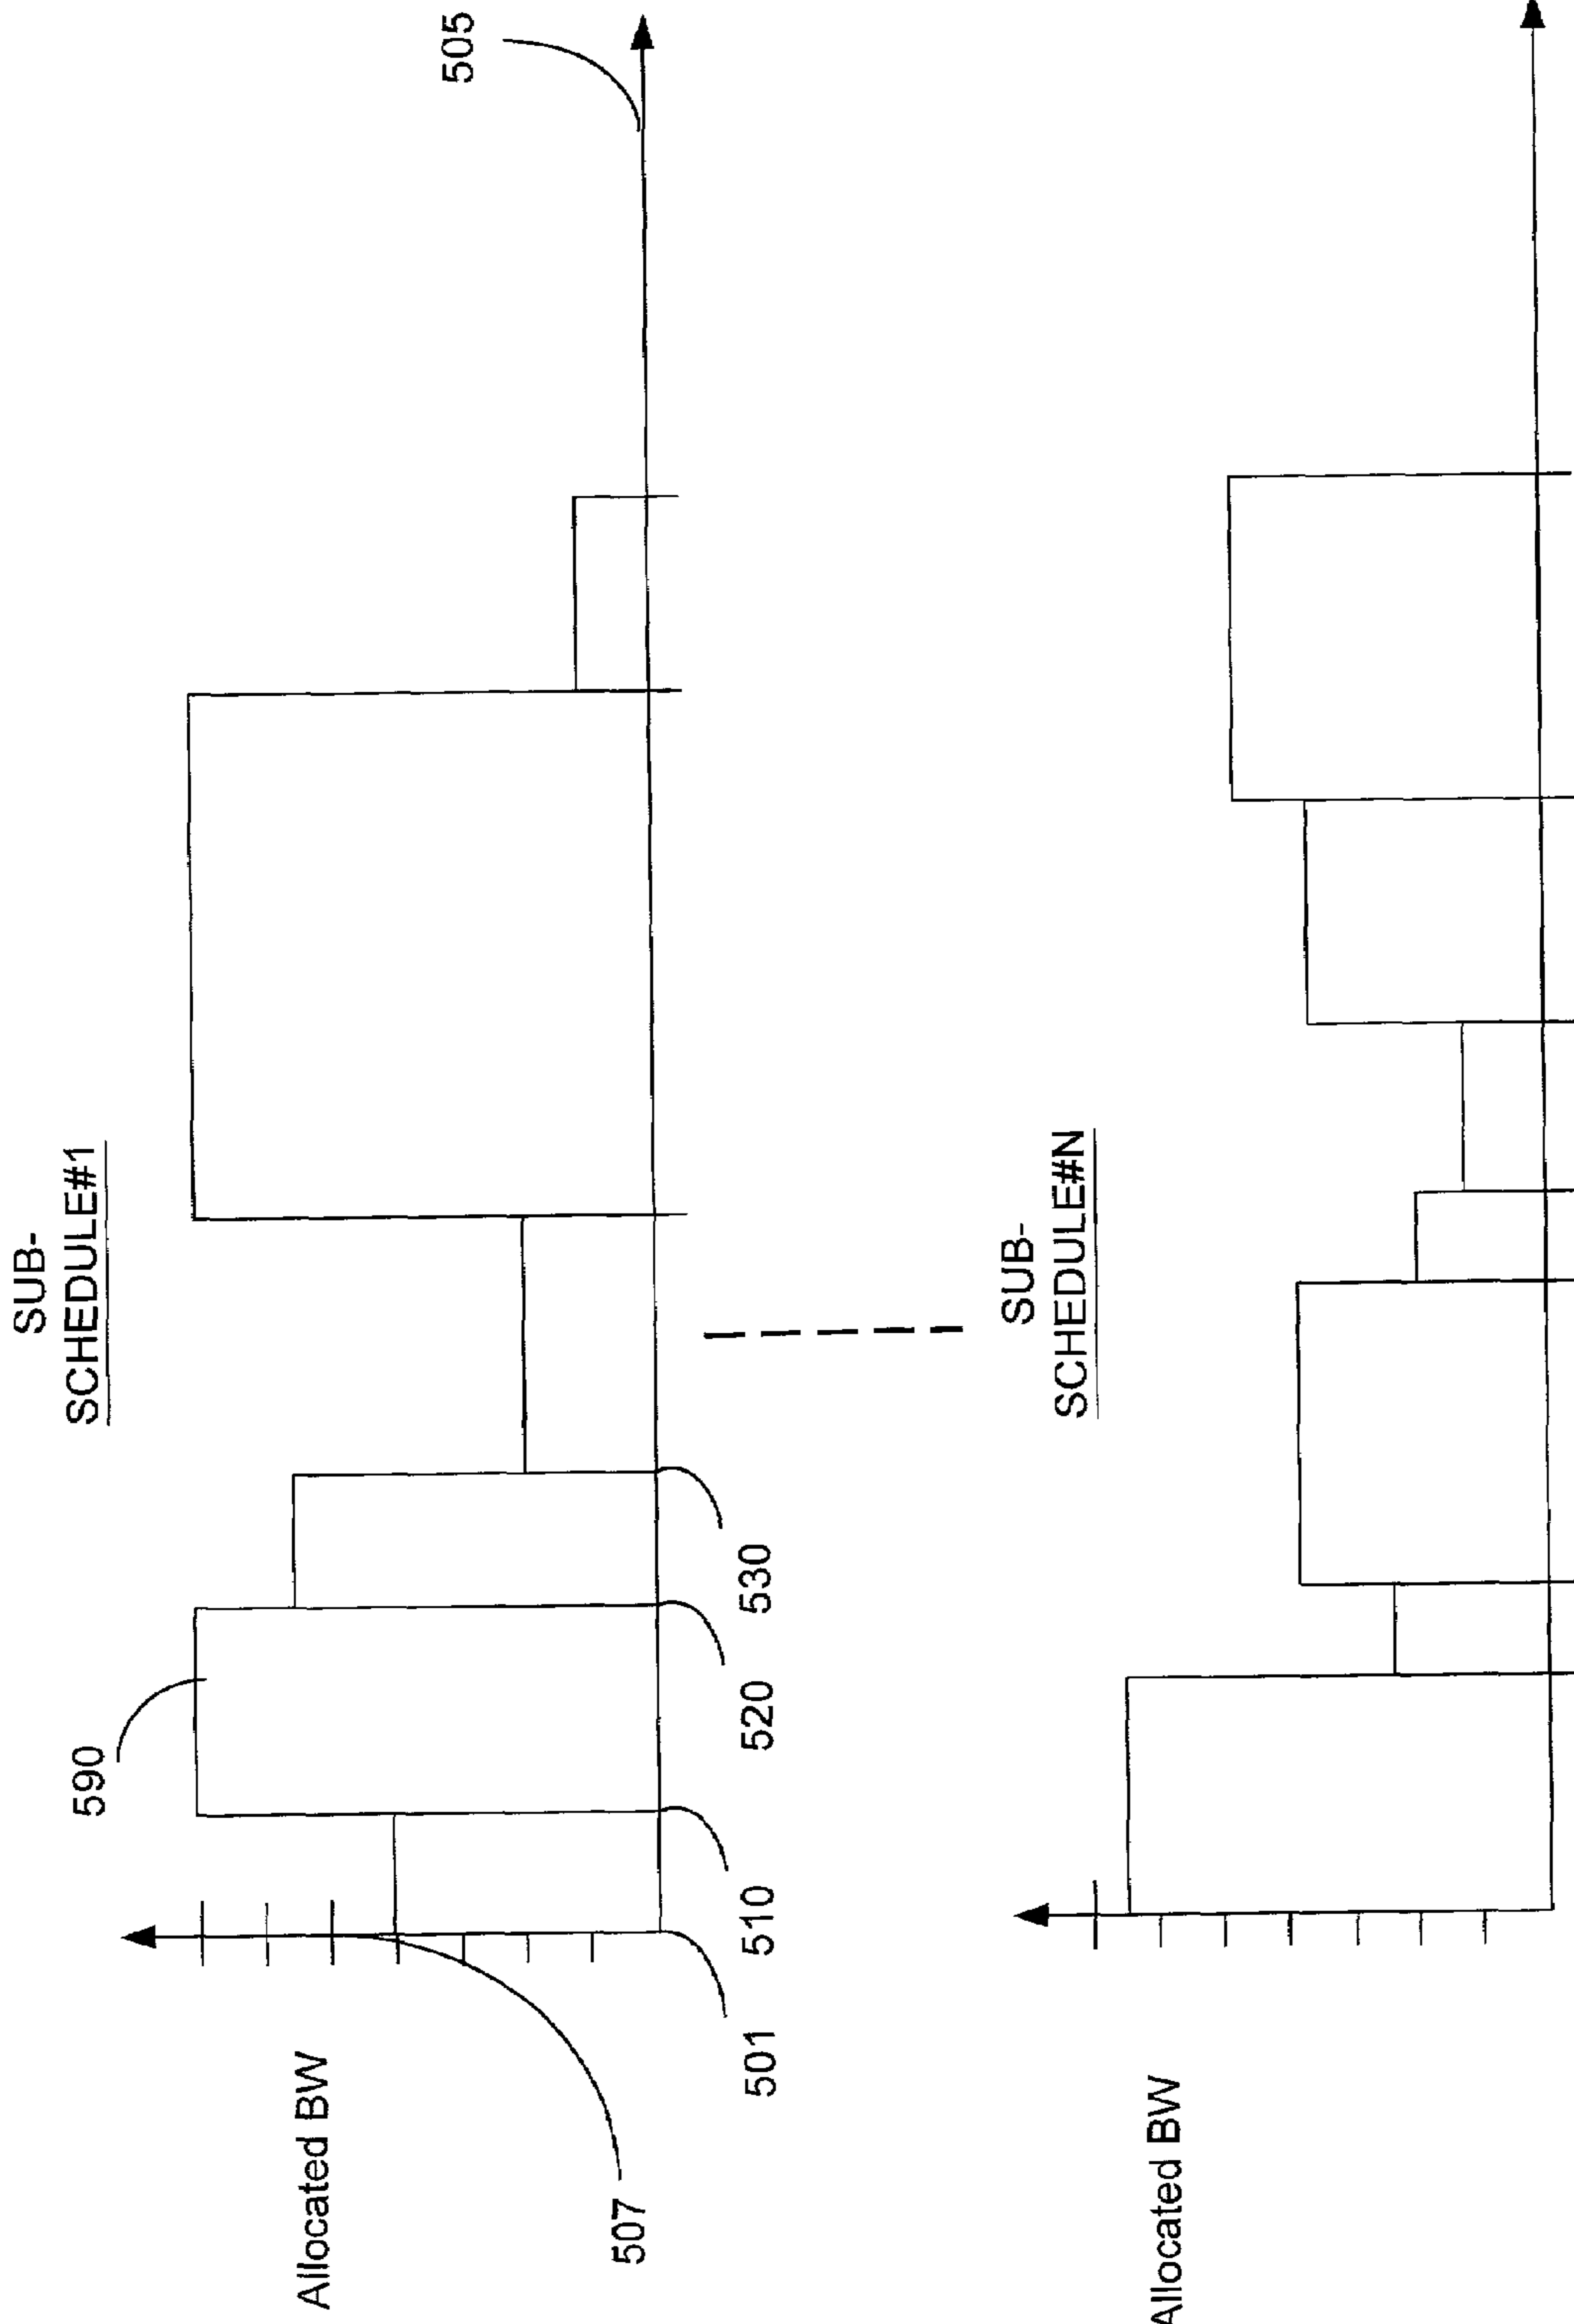 SUB-
SCHEDULE#1
590
505
Allocated BW
507
501
510
520
530
SUB-
SCHEDULE#N
Allocated BW